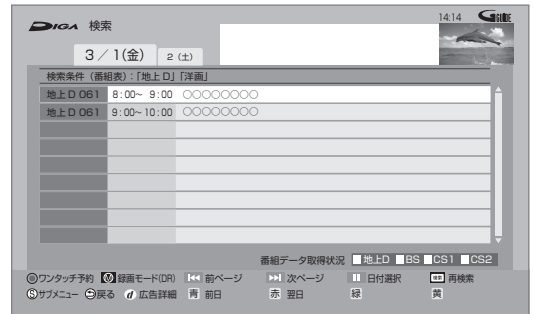 DIGA 検索 14:14 G GUIDE
3/1(金) 2(土)
検索条件（番組表）：「地上D」「洋画」
地上D 061 8:00~ 9:00 ○○○○○○○○
地上D 061 9:00~10:00 ○○○○○○○○
番組データ取得状況 ■地上D ■BS ■CS1 ■CS2
◎ワンタッチ予約 Ⓜ録画モード(DR) ⏮前ページ ⏭次ページ ⏸日付選択 検索 再検索
Ⓢサブメニュー 戻る d 広告詳細 青 前日 赤 翌日 緑 黄